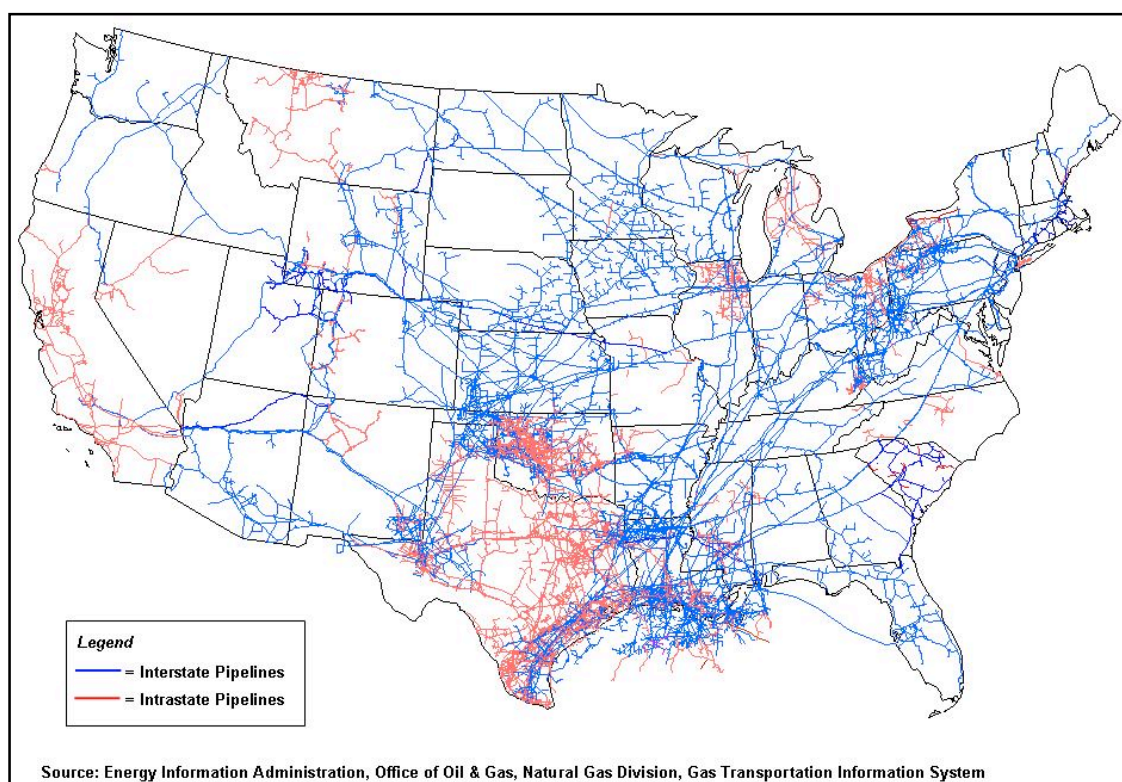 Legend
= Interstate Pipelines
= Intrastate Pipelines
Source: Energy Information Administration, Office of Oil & Gas, Natural Gas Division, Gas Transportation Information System